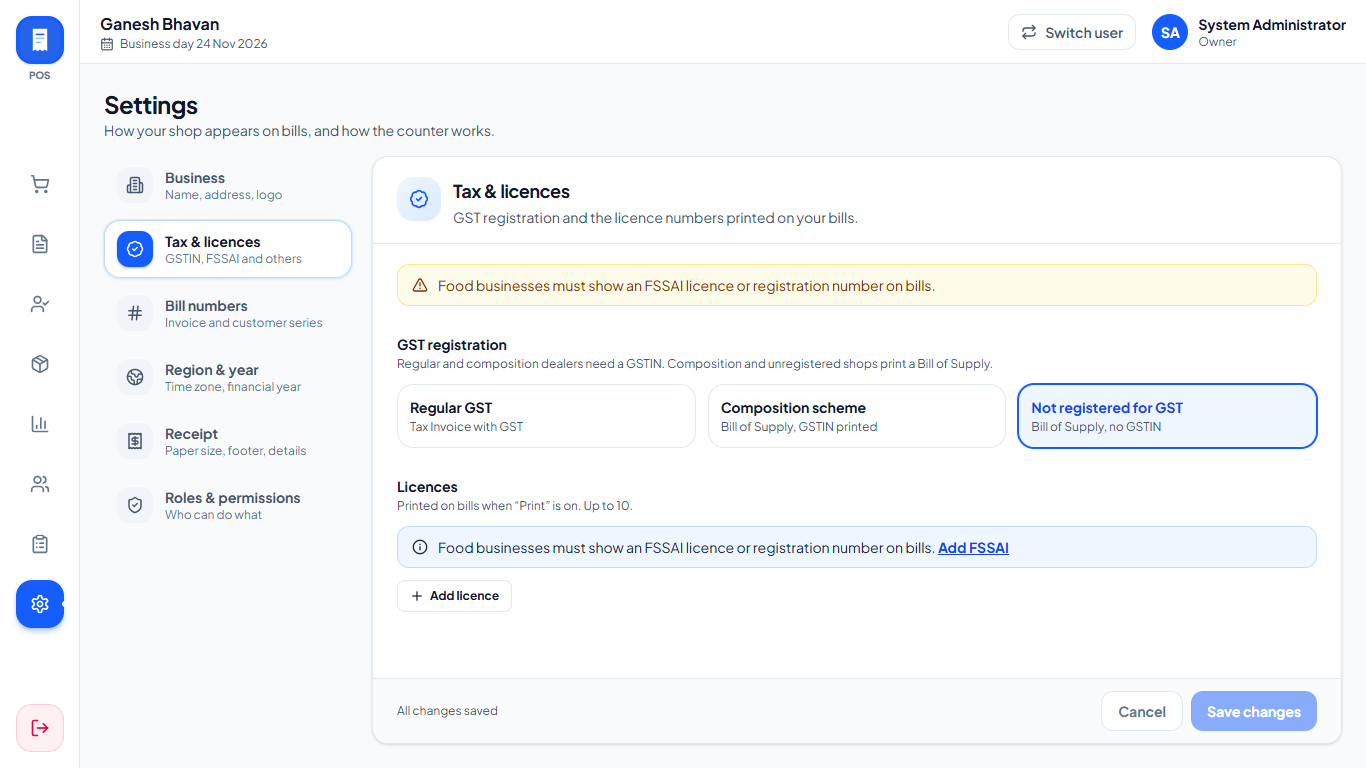 POS
Ganesh Bhavan
Business day 24 Nov 2026
Switch user
SA
System Administrator
Owner
Settings
How your shop appears on bills, and how the counter works.
Business
Name, address, logo
Tax & licences
GSTIN, FSSAI and others
Bill numbers
Invoice and customer series
Region & year
Time zone, financial year
Receipt
Paper size, footer, details
Roles & permissions
Who can do what
Tax & licences
GST registration and the licence numbers printed on your bills.
Food businesses must show an FSSAI licence or registration number on bills.
GST registration
Regular and composition dealers need a GSTIN. Composition and unregistered shops print a Bill of Supply.
Regular GST
Tax Invoice with GST
Composition scheme
Bill of Supply, GSTIN printed
Not registered for GST
Bill of Supply, no GSTIN
Licences
Printed on bills when “Print” is on. Up to 10.
Food businesses must show an FSSAI licence or registration number on bills. Add FSSAI
Add licence
All changes saved
Cancel
Save changes